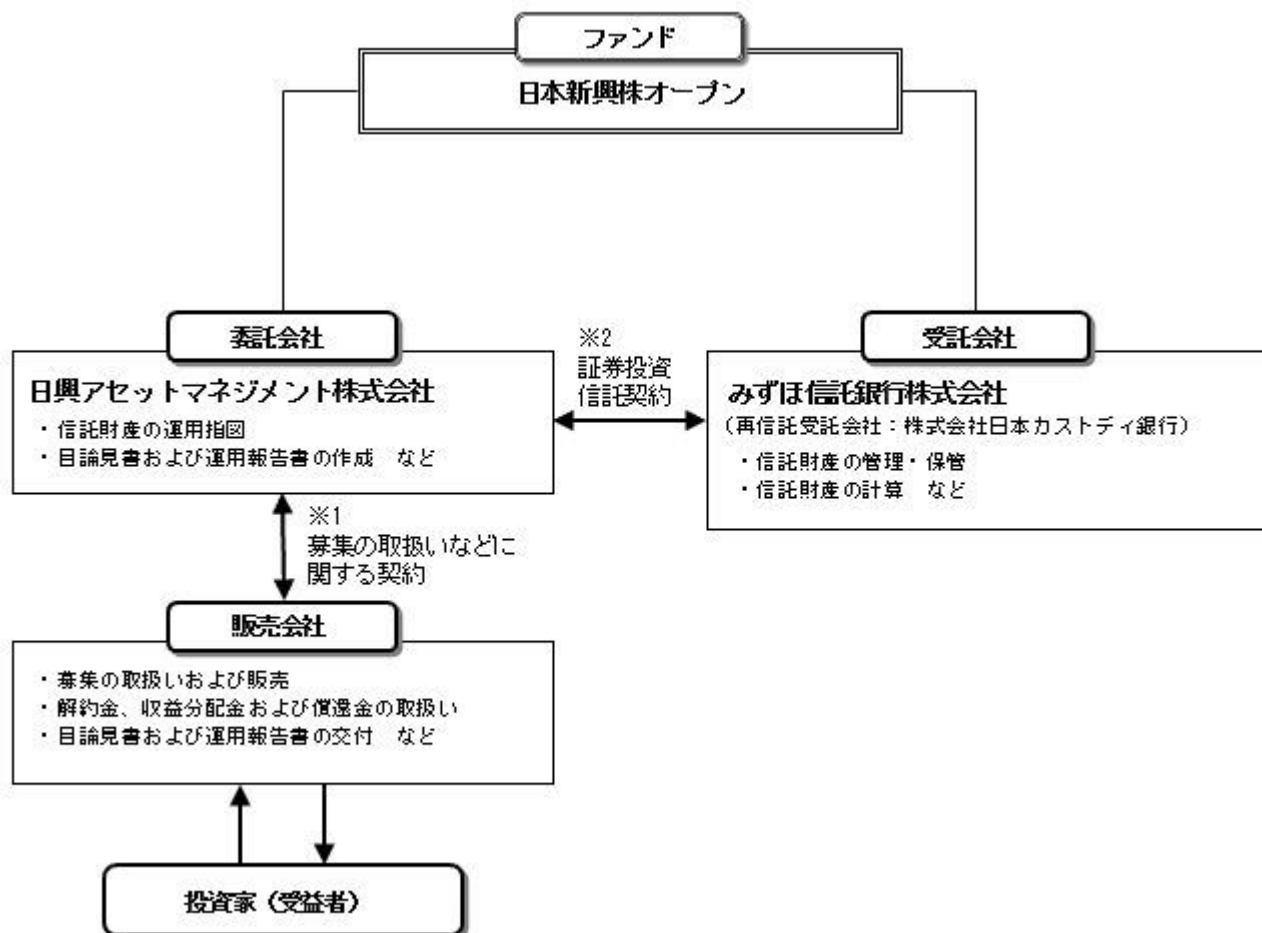 ファンド
日本新興株オープン
委託会社
日興アセットマネジメント株式会社
・信託財産の運用指図
・目論見書および運用報告書の作成　など
※2
証券投資
信託契約
受託会社
みずほ信託銀行株式会社
（再信託受託会社：株式会社日本カストディ銀行）
・信託財産の管理・保管
・信託財産の計算　など
※1
募集の取扱いなどに
関する契約
販売会社
・募集の取扱いおよび販売
・解約金、収益分配金および償還金の取扱い
・目論見書および運用報告書の交付　など
投資家（受益者）